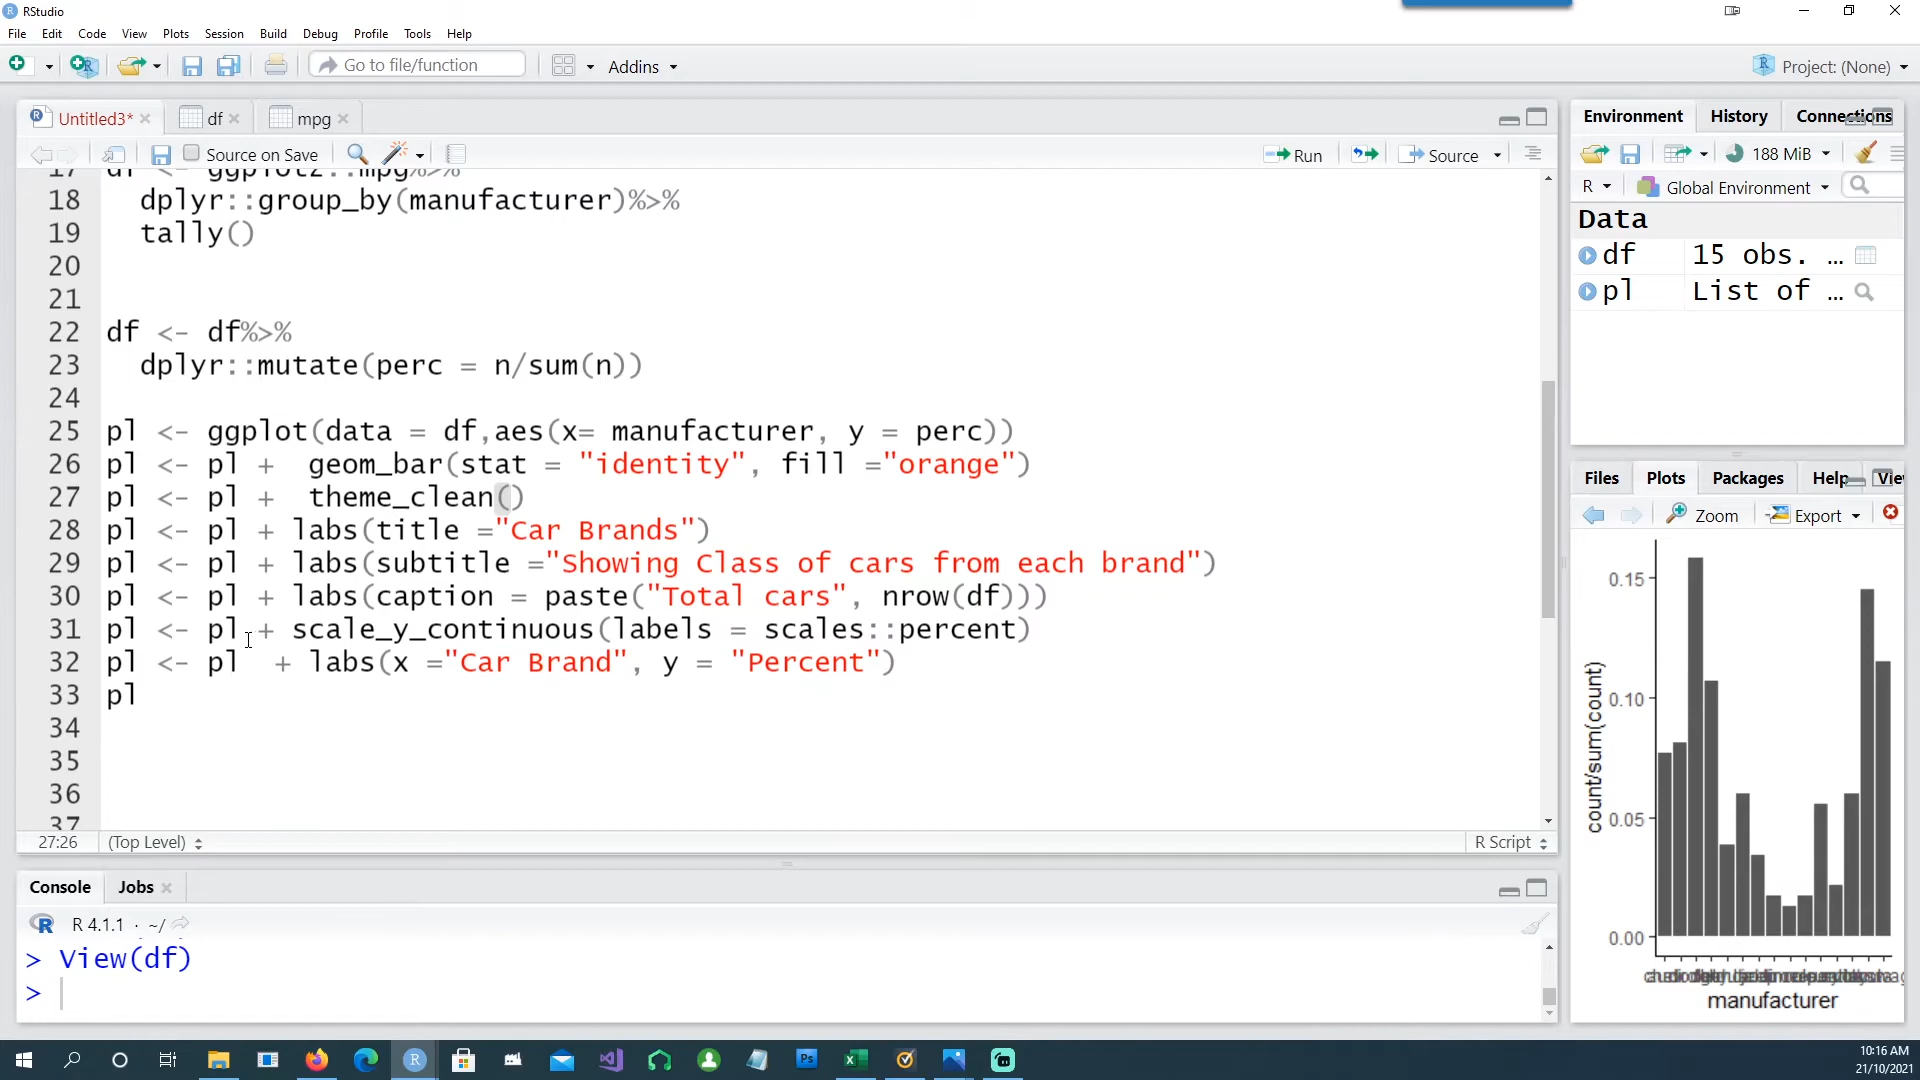 RStudio
File Edit Code View Plots Session Build Debug Profile Tools Help
Go to file/function Addins Project: (None)
Untitled3* df mpg
Source on Save Run Source
17 df <- ggplot2::mpg%>%
18 dplyr::group_by(manufacturer)%>%
19 tally()
20
21
22 df <- df%>%
23 dplyr::mutate(perc = n/sum(n))
24
25 pl <- ggplot(data = df,aes(x= manufacturer, y = perc))
26 pl <- pl + geom_bar(stat = "identity", fill ="orange")
27 pl <- pl + theme_clean()
28 pl <- pl + labs(title ="Car Brands")
29 pl <- pl + labs(subtitle ="Showing Class of cars from each brand")
30 pl <- pl + labs(caption = paste("Total cars", nrow(df)))
31 pl <- pl + scale_y_continuous(labels = scales::percent)
32 pl <- pl + labs(x ="Car Brand", y = "Percent")
33 pl
34
35
36
37
27:26 (Top Level) R Script
Console Jobs
R 4.1.1 · ~/
> View(df)
>
Environment History Connections
188 MiB
R Global Environment
Data
df 15 obs. …
pl List of …
Files Plots Packages Help
Zoom Export
count/sum(count)
0.15
0.10
0.05
0.00
manufacturer
10:16 AM
21/10/2021